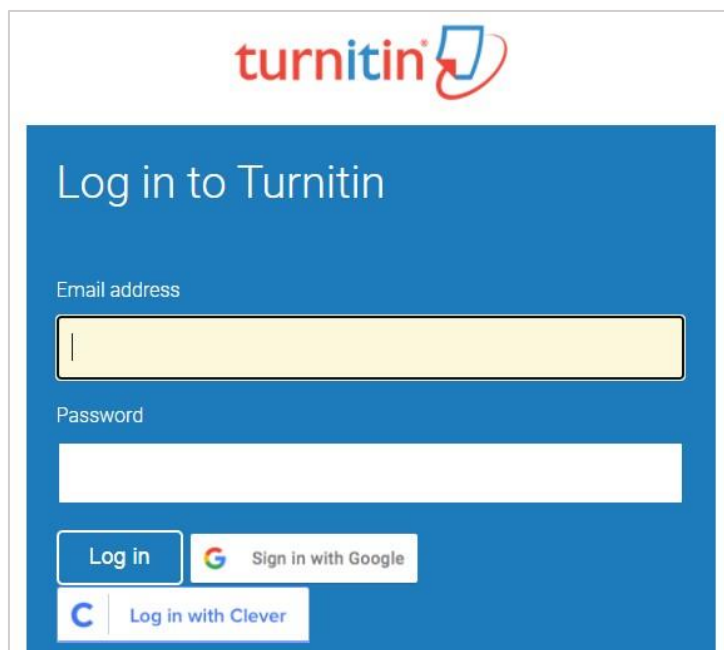 turnitin®
Log in to Turnitin
Email address
Password
Log in
Sign in with Google
C Log in with Clever